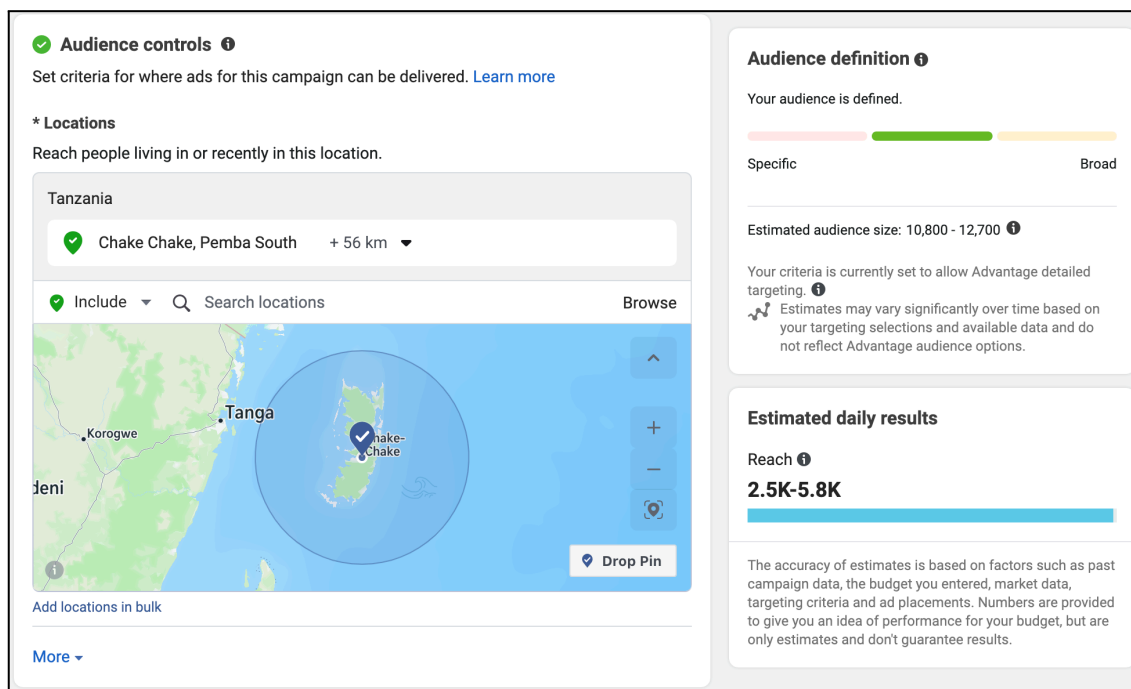 Audience controls
Set criteria for where ads for this campaign can be delivered. Learn more
* Locations
Reach people living in or recently in this location.
Tanzania
Chake Chake, Pemba South + 56 km
Include Search locations Browse
Tanga
Korogwe
deni
hake-
Chake
Drop Pin
Add locations in bulk
More
Audience definition
Your audience is defined.
Specific Broad
Estimated audience size: 10,800 - 12,700
Your criteria is currently set to allow Advantage detailed
targeting.
Estimates may vary significantly over time based on
your targeting selections and available data and do
not reflect Advantage audience options.
Estimated daily results
Reach
2.5K-5.8K
The accuracy of estimates is based on factors such as past
campaign data, the budget you entered, market data,
targeting criteria and ad placements. Numbers are provided
to give you an idea of performance for your budget, but are
only estimates and don't guarantee results.